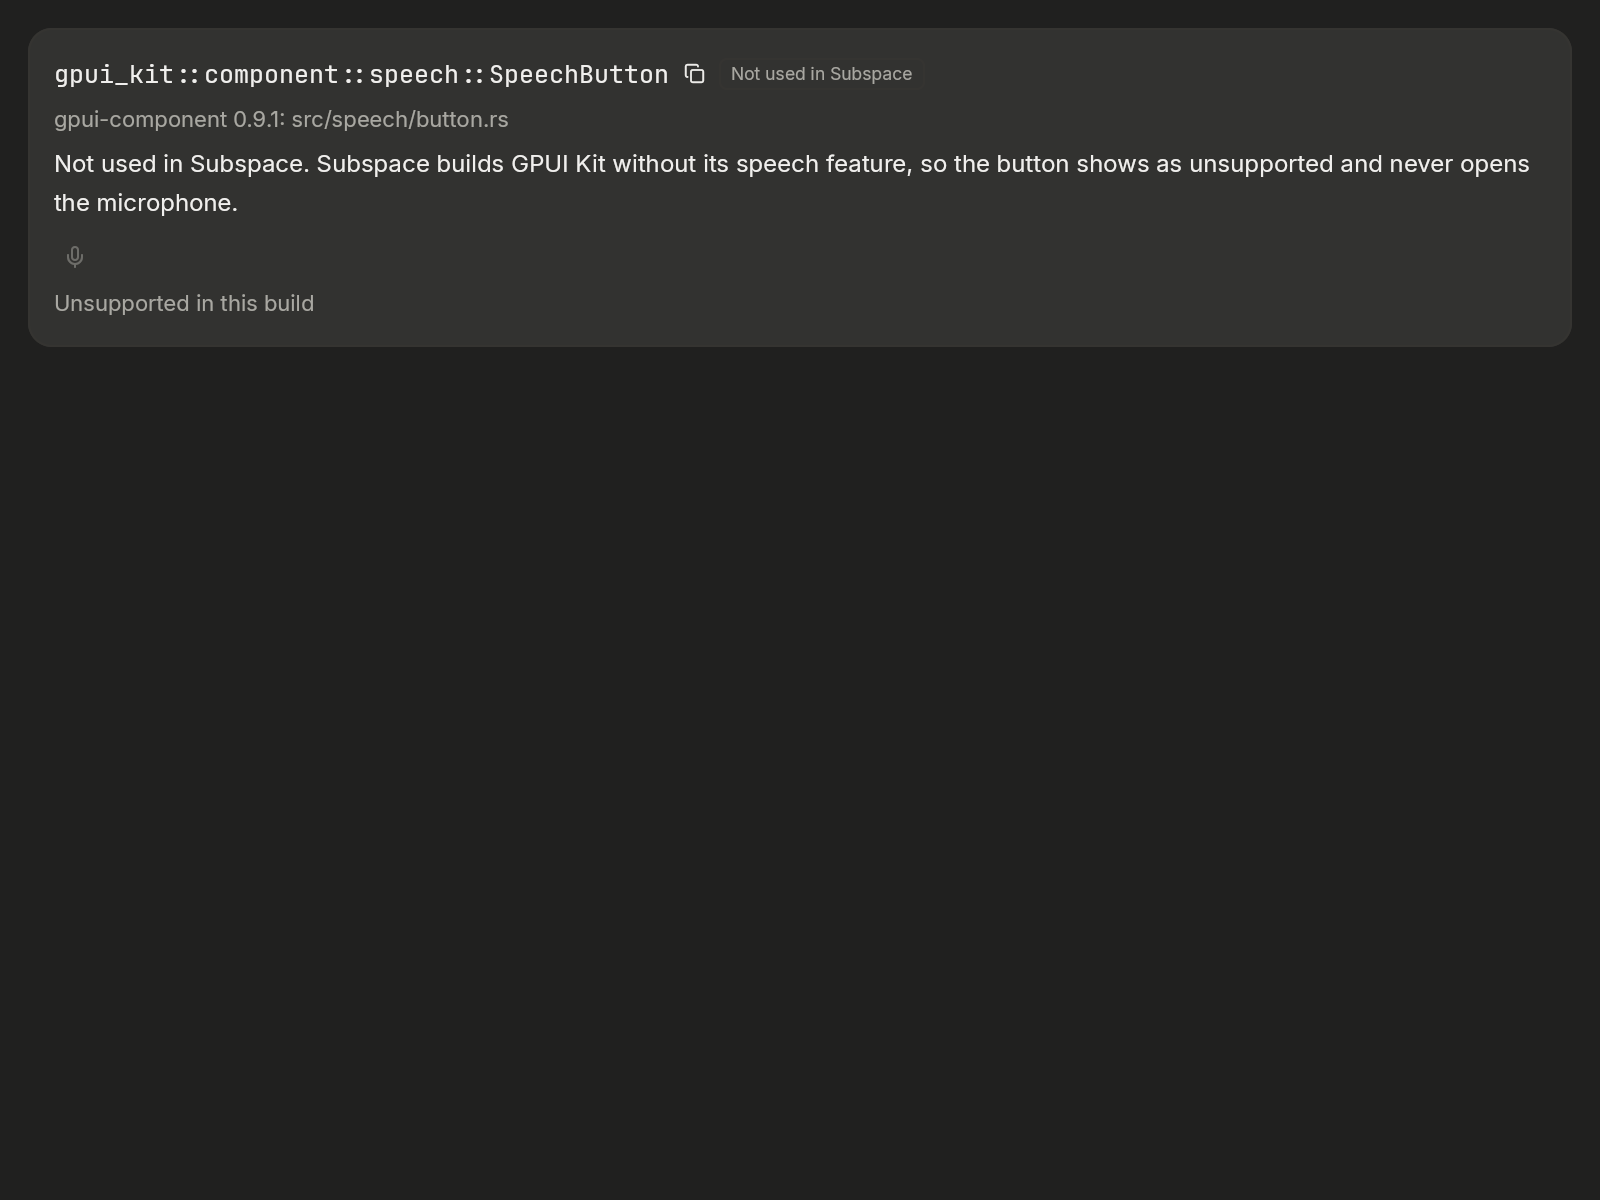 gpui_kit::component::speech::SpeechButton Not used in Subspace
gpui-component 0.9.1: src/speech/button.rs
Not used in Subspace. Subspace builds GPUI Kit without its speech feature, so the button shows as unsupported and never opens
the microphone.
Unsupported in this build